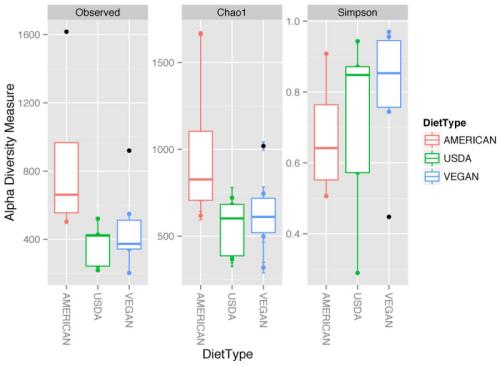 Observed
Chao1
Simpson
Alpha Diversity Measure
1600
1200
800
400
1500
1000
500
1.0
0.8
0.6
0.4
AMERICAN
USDA
VEGAN
AMERICAN
USDA
VEGAN
AMERICAN
USDA
VEGAN
DietType
DietType
AMERICAN
USDA
VEGAN